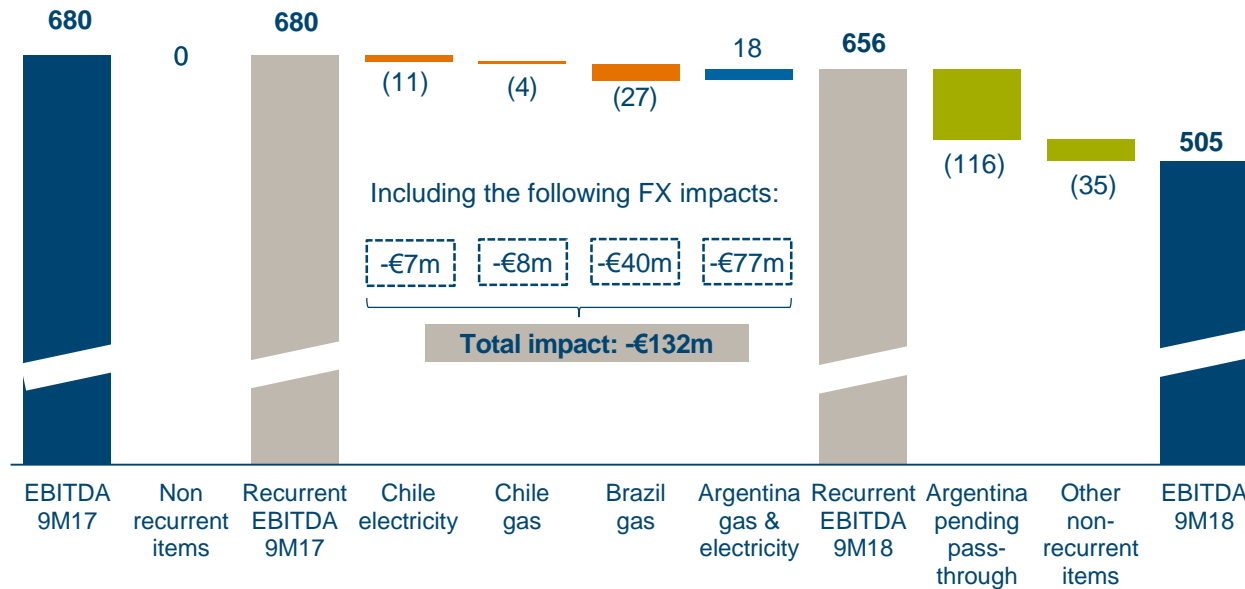 680
0
680
(11)
(4)
(27)
18
656
(116)
(35)
505
Including the following FX impacts:
-€7m
-€8m
-€40m
-€77m
Total impact: -€132m
EBITDA
9M17
Non
recurrent
items
Recurrent
EBITDA
9M17
Chile
electricity
Chile
gas
Brazil
gas
Argentina
gas &
electricity
Recurrent
EBITDA
9M18
Argentina
pending
pass-
through
Other
non-
recurrent
items
EBITDA
9M18